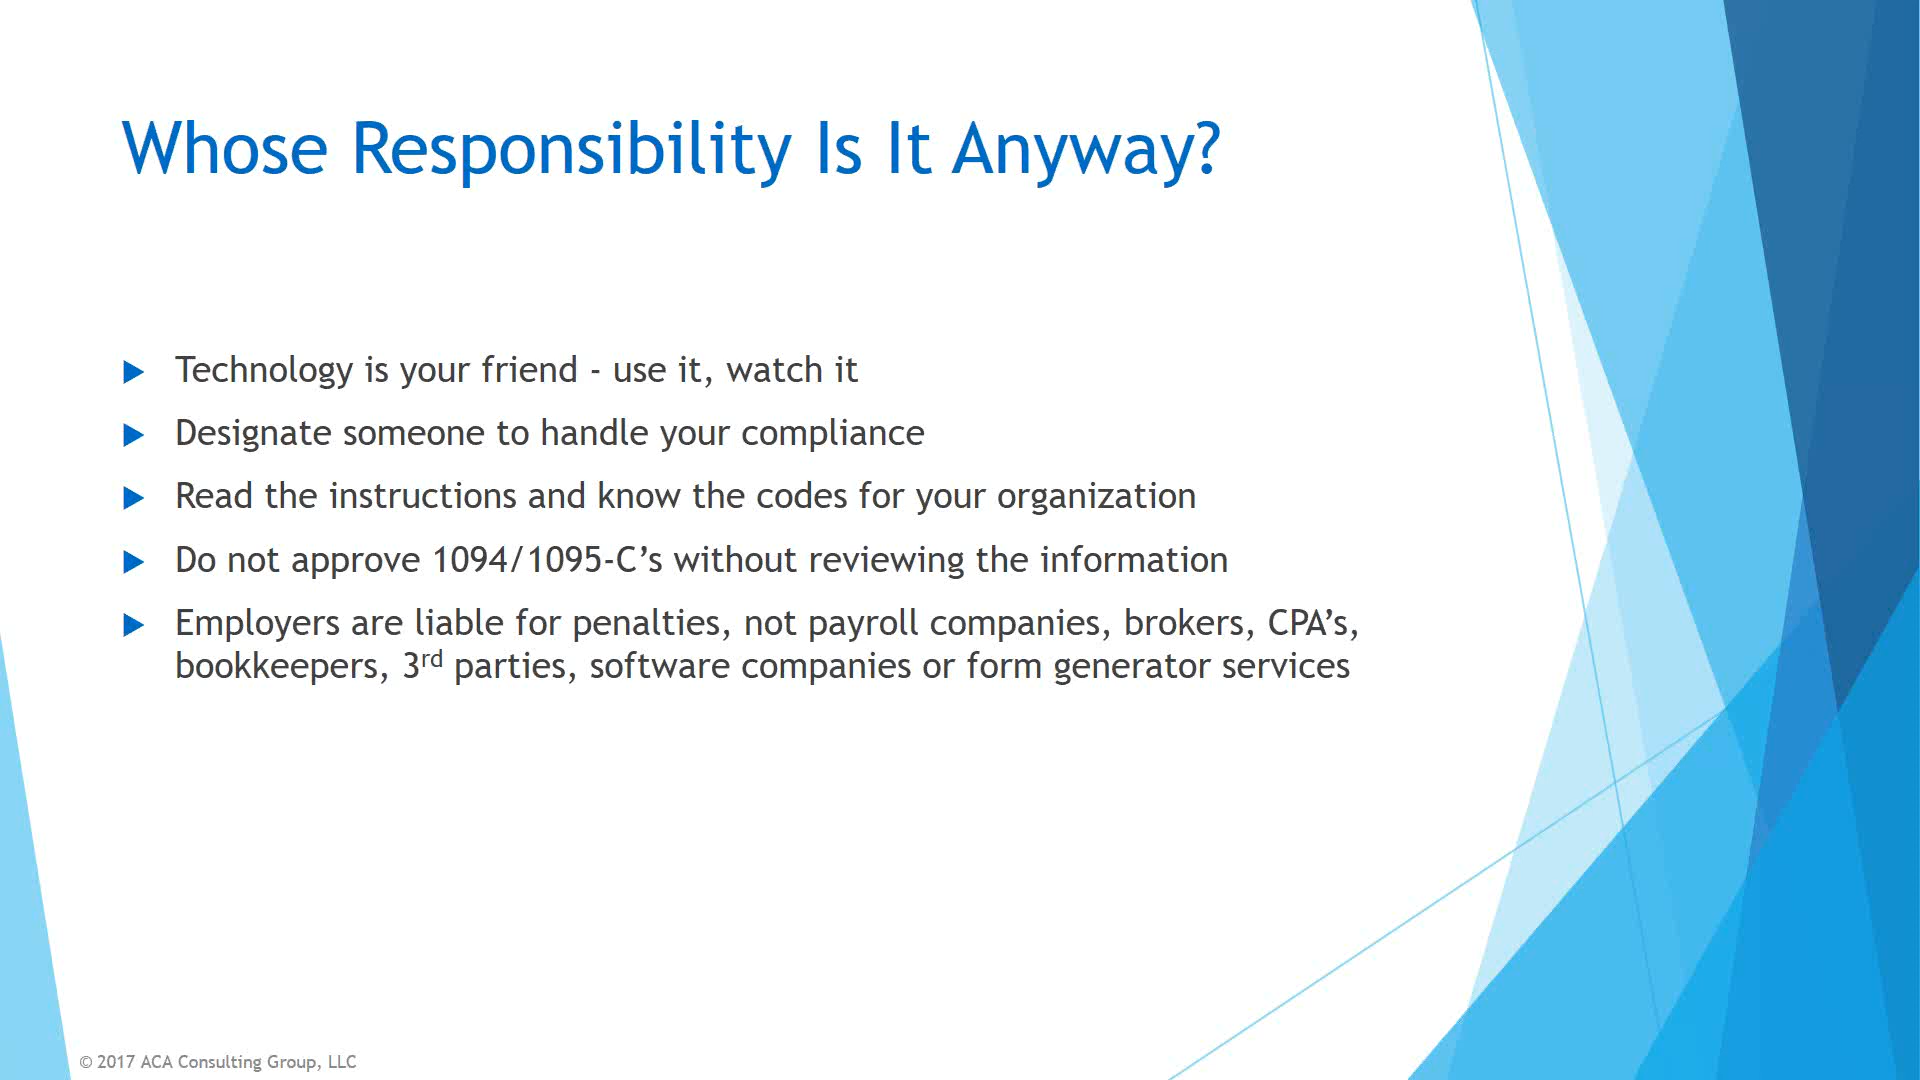 Whose Responsibility Is It Anyway?
Technology is your friend - use it, watch it
Designate someone to handle your compliance
Read the instructions and know the codes for your organization
Do not approve 1094/1095-C’s without reviewing the information
Employers are liable for penalties, not payroll companies, brokers, CPA’s,
bookkeepers, 3rd parties, software companies or form generator services
© 2017 ACA Consulting Group, LLC